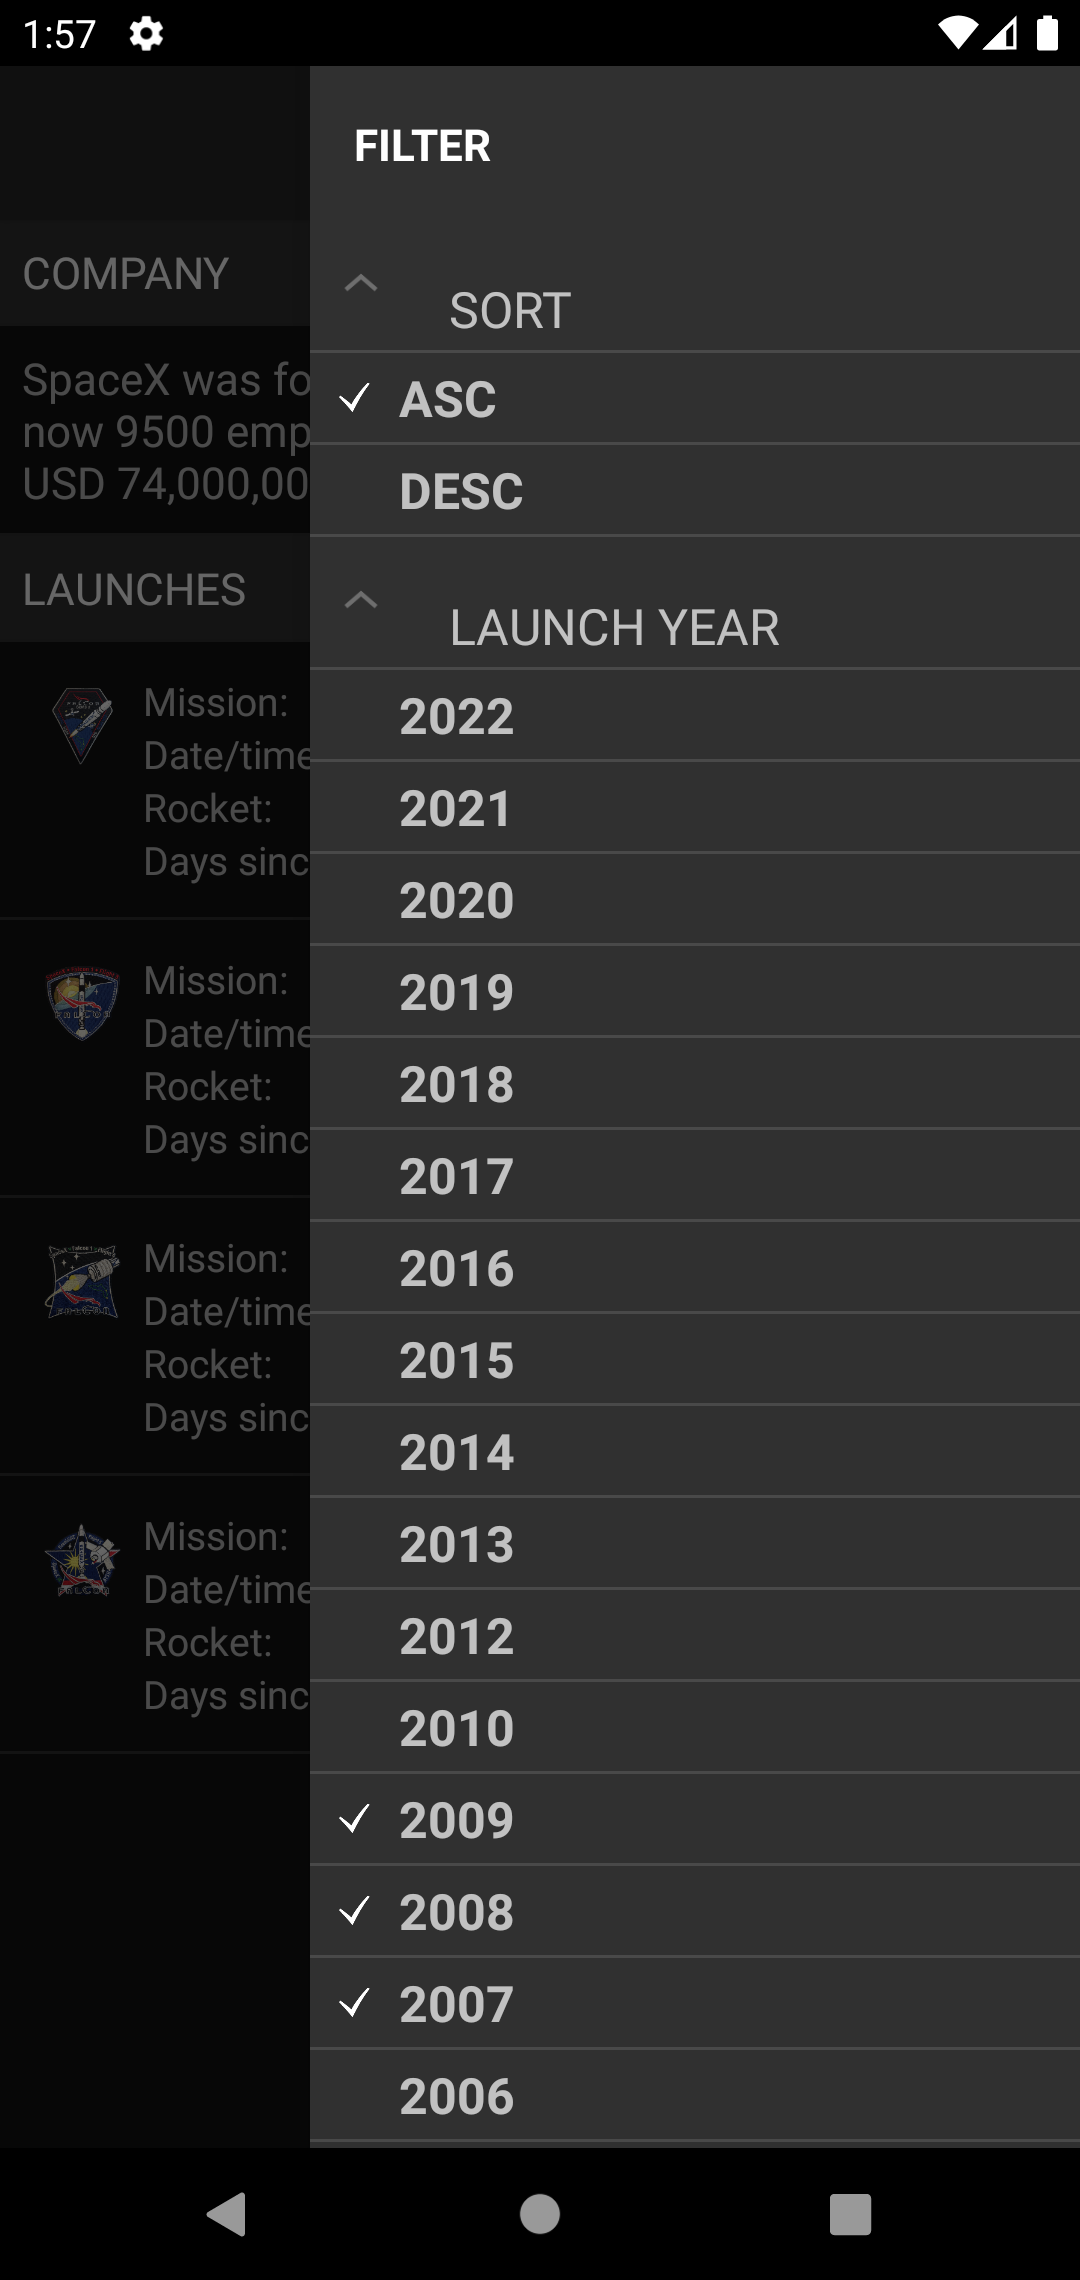 1:57
FILTER
COMPANY
SORT
SpaceX was fo
now 9500 emp
USD 74,000,00
ASC
DESC
LAUNCHES
LAUNCH YEAR
Mission:
Date/time
Rocket:
Days sinc
Mission:
Date/time
Rocket:
Days sinc
Mission:
Date/time
Rocket:
Days sinc
Mission:
Date/time
Rocket:
Days sinc
2022
2021
2020
2019
2018
2017
2016
2015
2014
2013
2012
2010
2009
2008
2007
2006